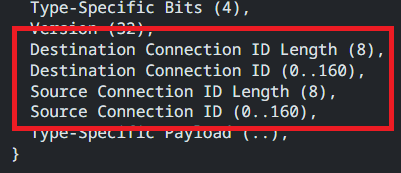 Type-Specific Bits (4),
Version (32),
Destination Connection ID Length (8),
Destination Connection ID (0..160),
Source Connection ID Length (8),
Source Connection ID (0..160),
Type-Specific Payload (..),
}